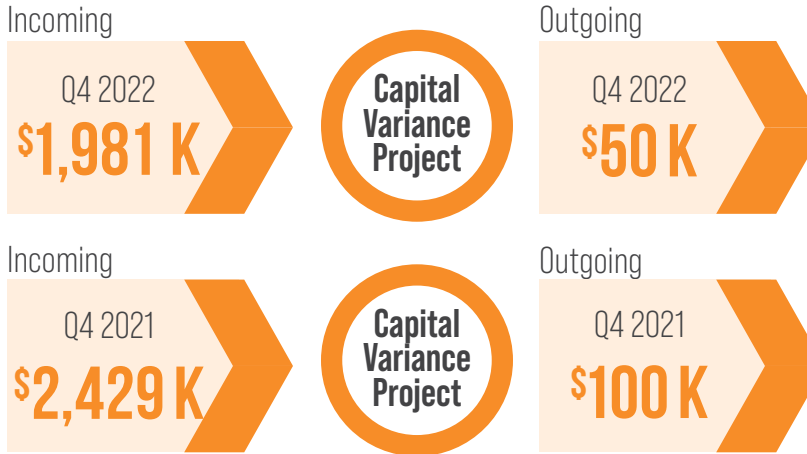 Incoming
Q4 2022
$1,981 K
Capital
Variance
Project
Outgoing
Q4 2022
$50 K
Incoming
Q4 2021
$2,429 K
Capital
Variance
Project
Outgoing
Q4 2021
$100 K